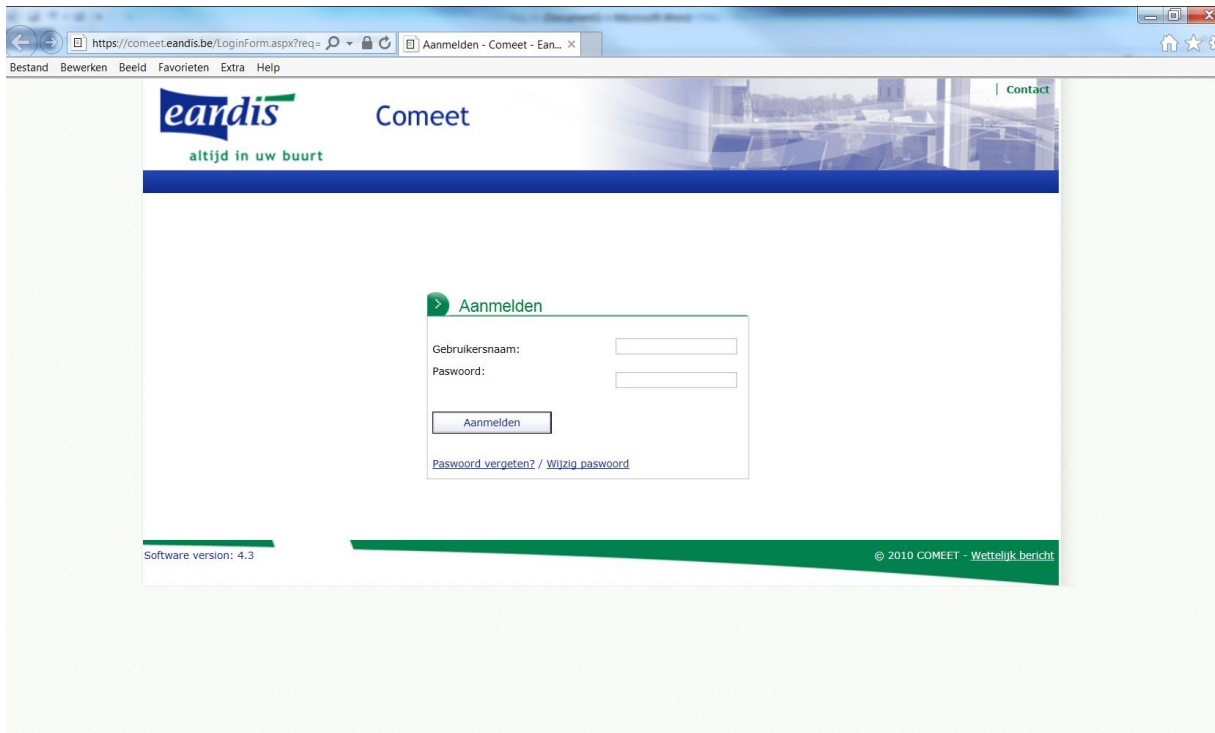 https://comeet.eandis.be/LoginForm.aspx?req=
Aanmelden - Comeet - Ean...
Bestand Bewerken Beeld Favorieten Extra Help
| Contact
eandis
Comeet
altijd in uw buurt
Aanmelden
Gebruikersnaam:
Paswoord:
Aanmelden
Paswoord vergeten? / Wijzig paswoord
Software version: 4.3
© 2010 COMEET - Wettelijk bericht